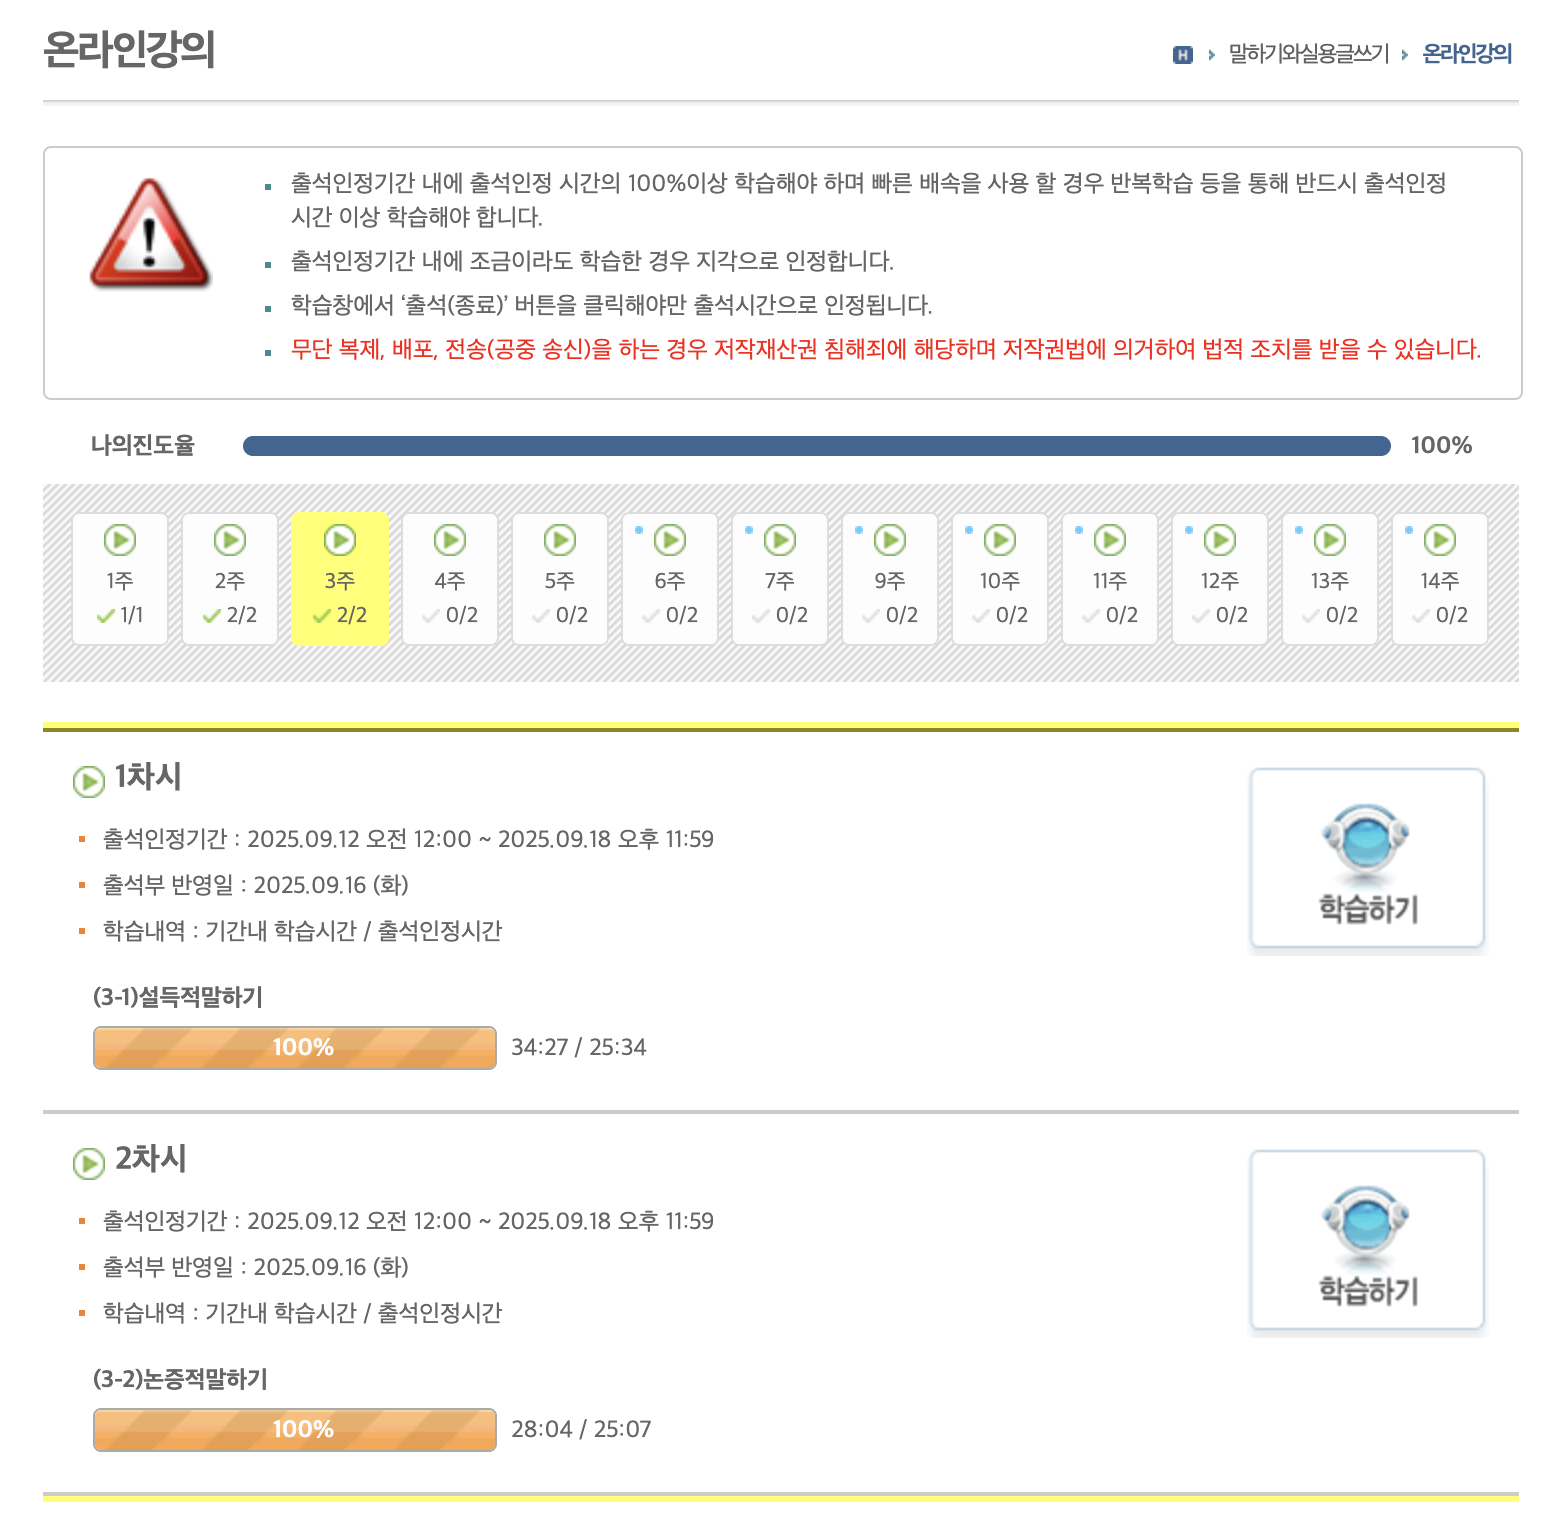 온라인강의
H 말하기와실용글쓰기 온라인강의
출석인정기간 내에 출석인정 시간의 100%이상 학습해야 하며 빠른 배속을 사용 할 경우 반복학습 등을 통해 반드시 출석인정
시간 이상 학습해야 합니다.
출석인정기간 내에 조금이라도 학습한 경우 지각으로 인정합니다.
학습창에서 ‘출석(종료)’ 버튼을 클릭해야만 출석시간으로 인정됩니다.
무단 복제, 배포, 전송(공중 송신)을 하는 경우 저작재산권 침해죄에 해당하며 저작권법에 의거하여 법적 조치를 받을 수 있습니다.
나의진도율 100%
1주 2주 3주 4주 5주 6주 7주 9주 10주 11주 12주 13주 14주
1/1 2/2 2/2 0/2 0/2 0/2 0/2 0/2 0/2 0/2 0/2 0/2 0/2
1차시
출석인정기간 : 2025.09.12 오전 12:00 ~ 2025.09.18 오후 11:59
출석부 반영일 : 2025.09.16 (화)
학습내역 : 기간내 학습시간 / 출석인정시간
학습하기
(3-1)설득적말하기
100% 34:27 / 25:34
2차시
출석인정기간 : 2025.09.12 오전 12:00 ~ 2025.09.18 오후 11:59
출석부 반영일 : 2025.09.16 (화)
학습내역 : 기간내 학습시간 / 출석인정시간
학습하기
(3-2)논증적말하기
100% 28:04 / 25:07